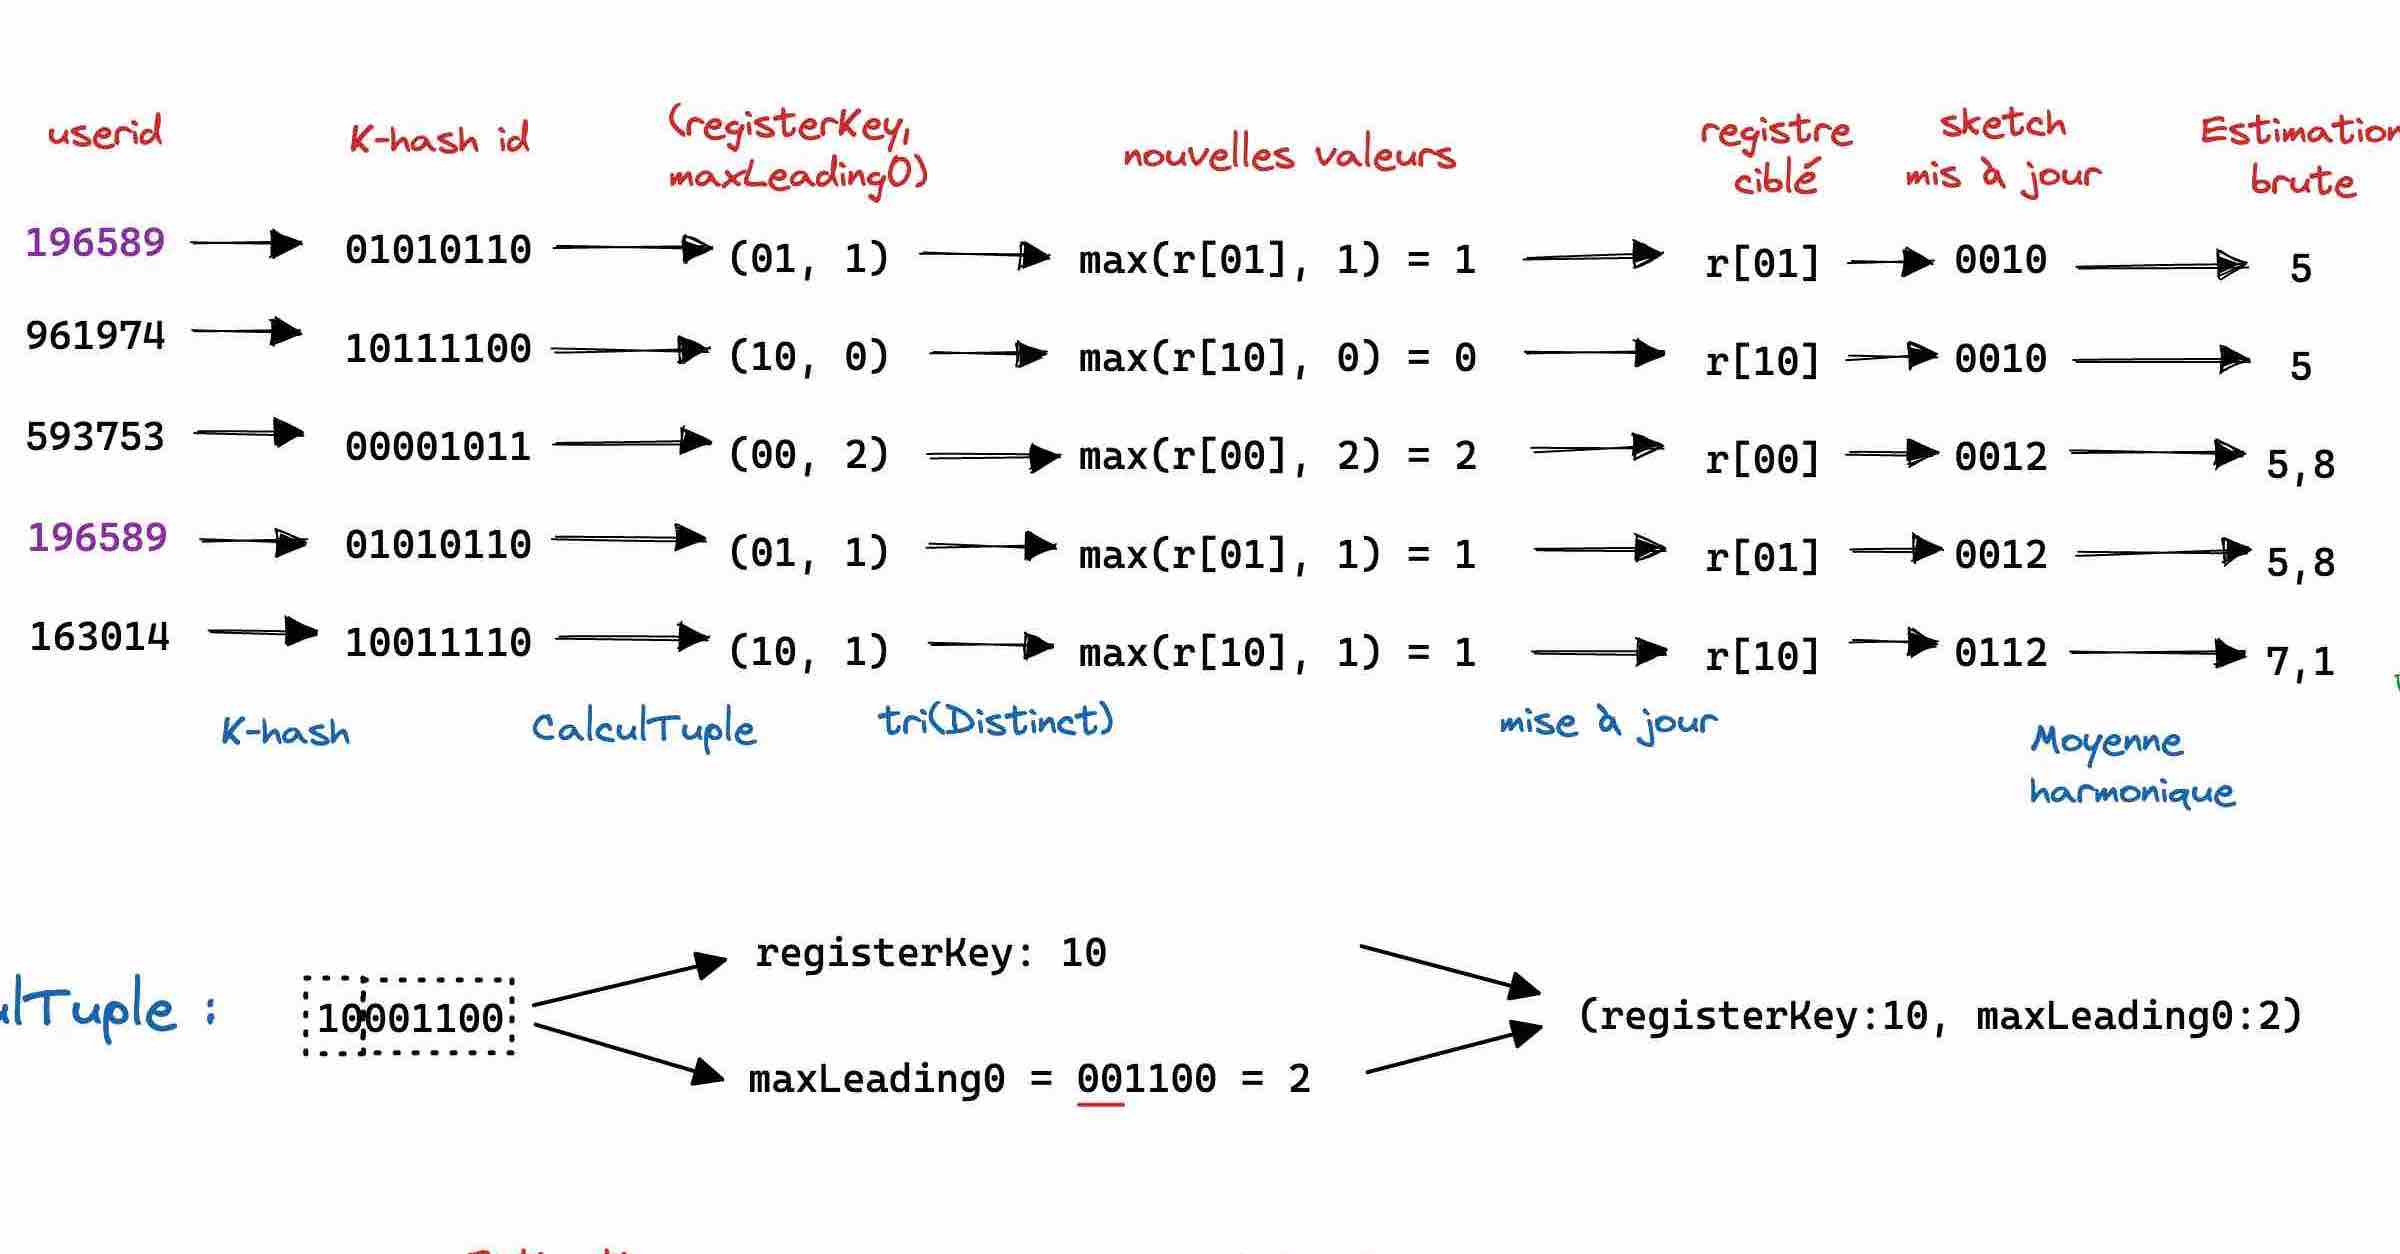 userid K-hash id (registerKey, maxLeading0) nouvelles valeurs registre ciblé sketch mis à jour Estimation brute
196589 01010110 (01, 1) max(r[01], 1) = 1 r[01] 0010 5
961974 10111100 (10, 0) max(r[10], 0) = 0 r[10] 0010 5
593753 00001011 (00, 2) max(r[00], 2) = 2 r[00] 0012 5,8
196589 01010110 (01, 1) max(r[01], 1) = 1 r[01] 0012 5,8
163014 10011110 (10, 1) max(r[10], 1) = 1 r[10] 0112 7,1
K-hash CalculTuple tri(Distinct) mise à jour Moyenne harmonique
registerKey: 10
ulTuple : 10001100 (registerKey:10, maxLeading0:2)
maxLeading0 = 001100 = 2